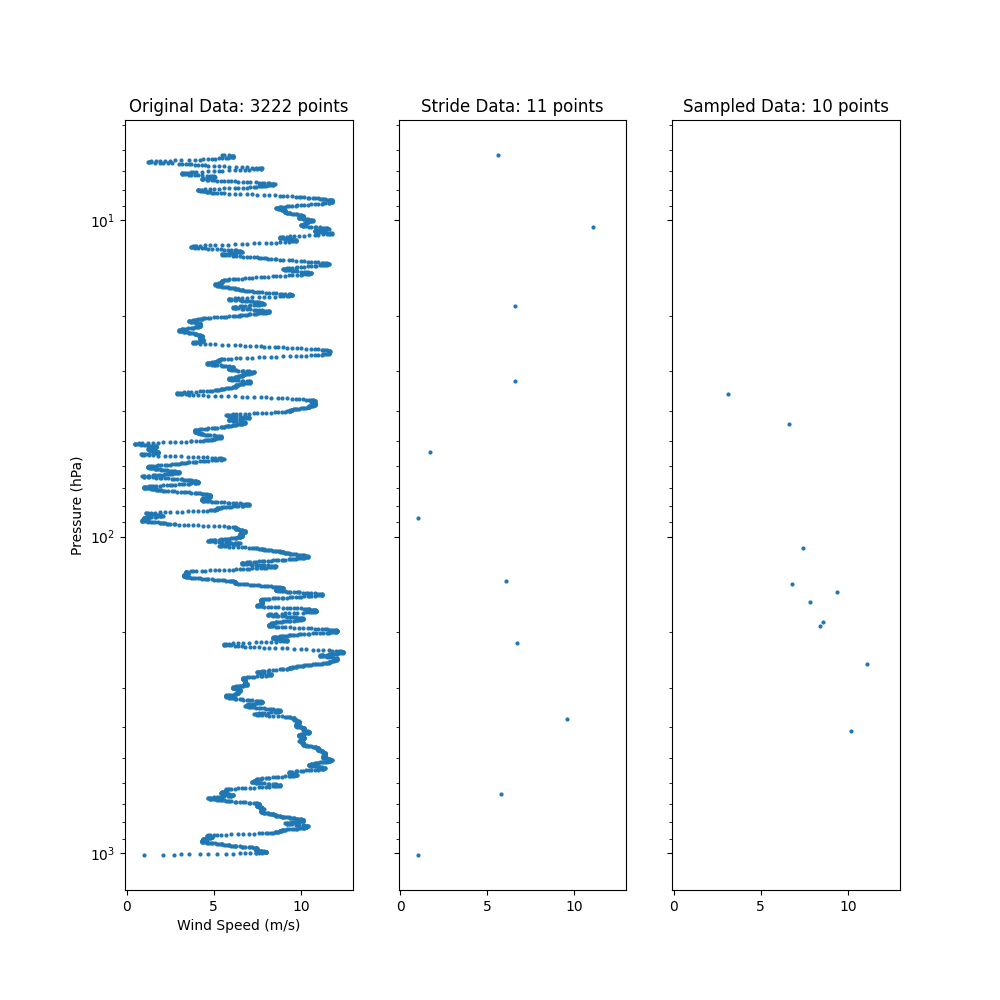 Original Data: 3222 points
Stride Data: 11 points
Sampled Data: 10 points
Pressure (hPa)
10¹
10²
10³
0 5 10
0 5 10
0 5 10
Wind Speed (m/s)